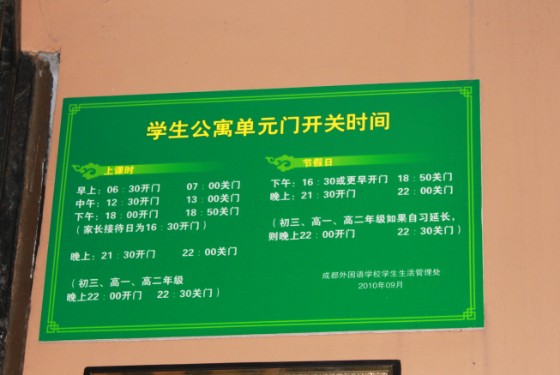 学生公寓单元门开关时间
上课时
早上：06：30开门 07：00关门
中午：12：30开门 13：00关门
下午：18：00开门 18：50关门
（家长接待日为16：30开门）
晚上：21：30开门 22：00关门
（初三、高一、高二年级
晚上22：00开门 22：30关门）
节假日
下午：16：30或更早开门 18：50关门
晚上：21：30开门 22：00关门
（初三、高一、高二年级如果自习延长，
则晚上22：00开门 22：30关门）
成都外国语学校学生生活管理处
2010年09月